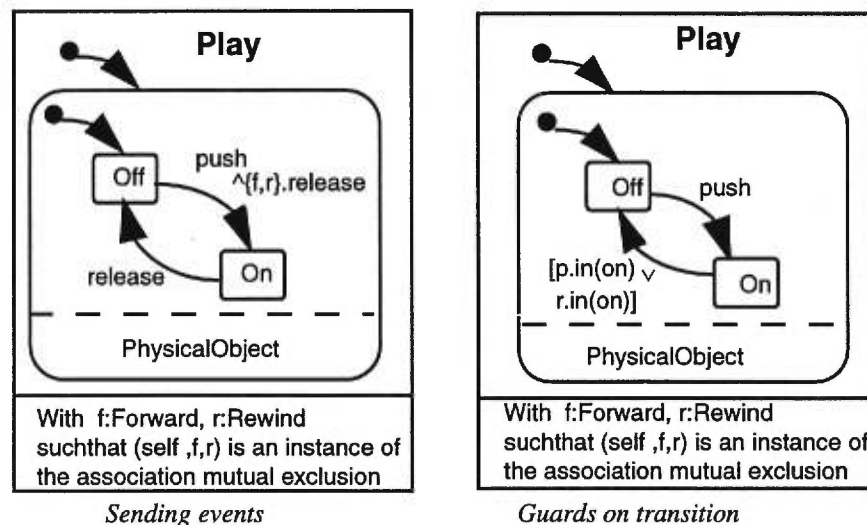 Play
Off
push
^{f,r}.release
release
On
PhysicalObject
With f:Forward, r:Rewind
suchthat (self ,f,r) is an instance of
the association mutual exclusion
Sending events
Play
Off
push
[p.in(on) ∨
r.in(on)]
On
PhysicalObject
With f:Forward, r:Rewind
suchthat (self ,f,r) is an instance of
the association mutual exclusion
Guards on transition